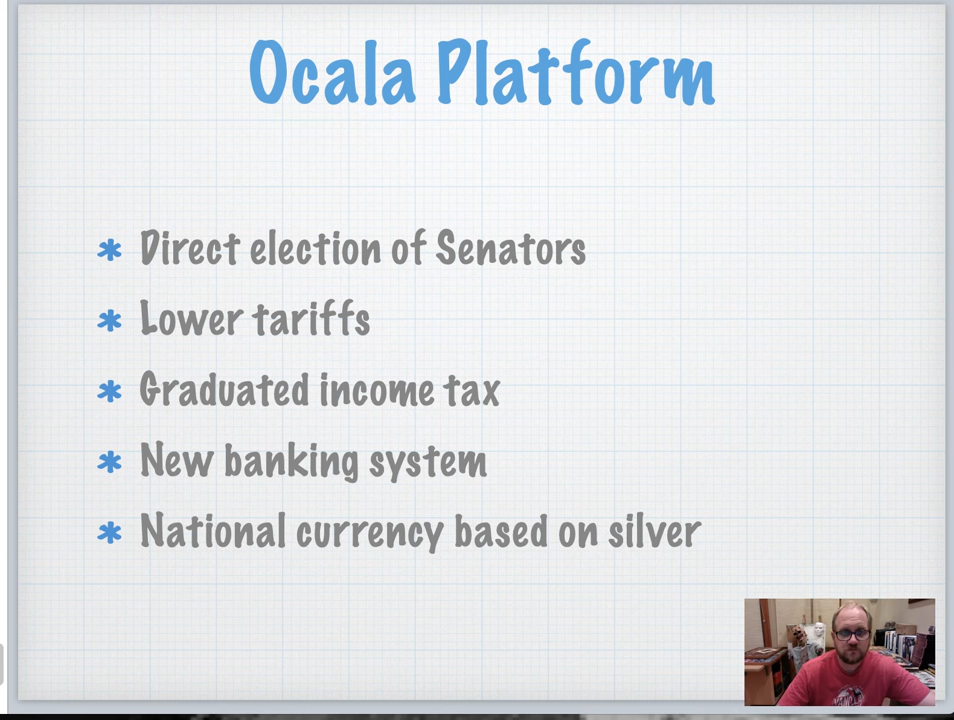 Ocala Platform
* Direct election of Senators
* Lower tariffs
* Graduated income tax
* New banking system
* National currency based on silver